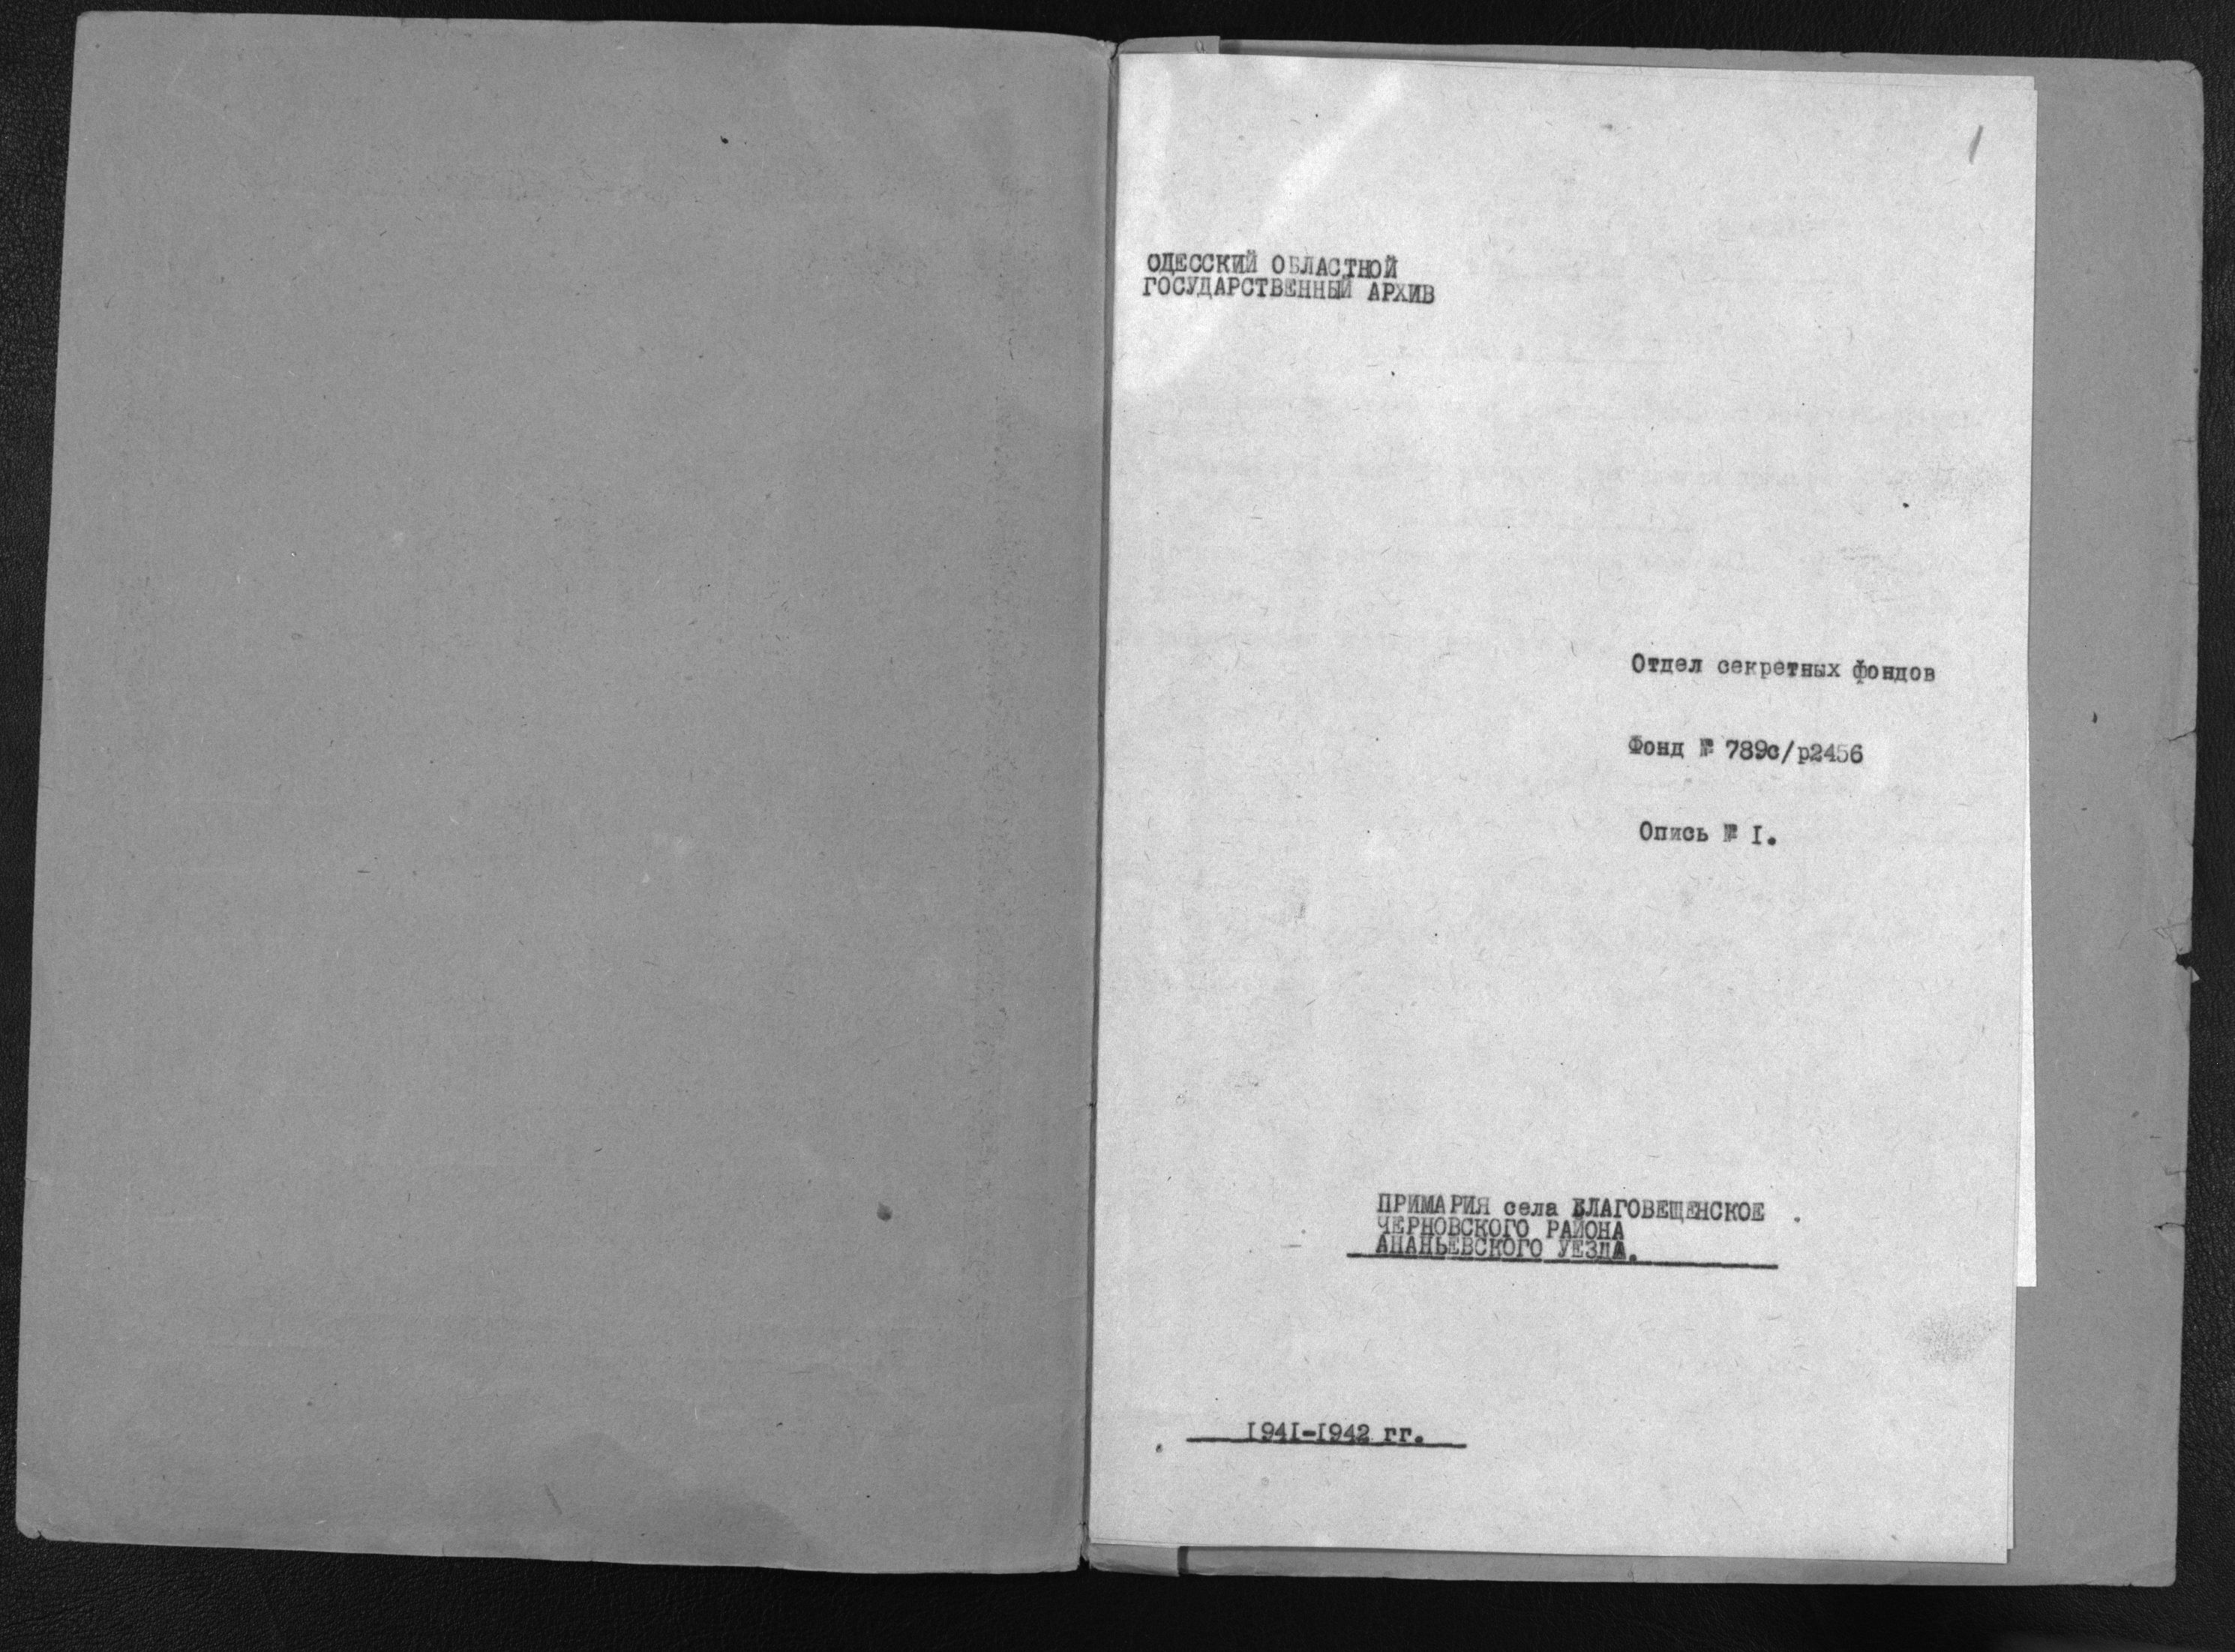 1
ОДЕССКИЙ ОБЛАСТНОЙ
ГОСУДАРСТВЕННЫЙ АРХИВ
Отдел секретных фондов
Фонд № 789с/р2456
Опись № I.
ПРИМАРИЯ села БЛАГОВЕЩЕНСКОЕ
ЧЕРНОВСКОГО РАЙОНА
АНАНЬЕВСКОГО УЕЗДА.
I94I-I942 гг.